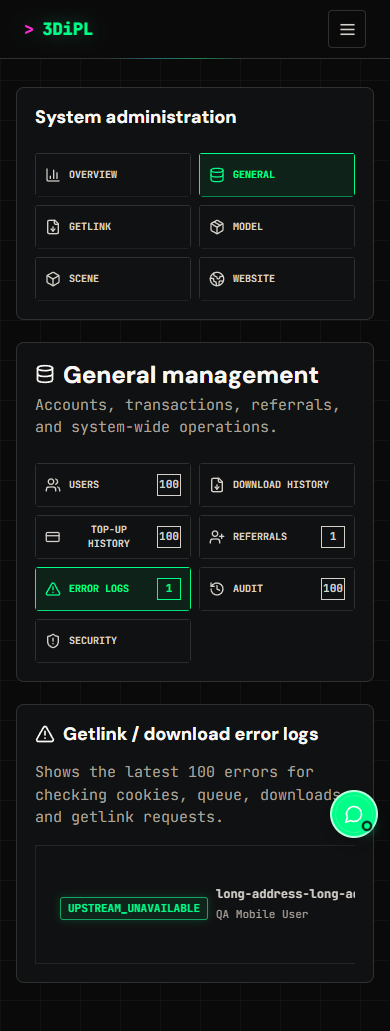 > 3DiPL
System administration
OVERVIEW
GENERAL
GETLINK
MODEL
SCENE
WEBSITE
General management
Accounts, transactions, referrals,
and system-wide operations.
USERS 100
DOWNLOAD HISTORY
TOP-UP
HISTORY 100
REFERRALS 1
ERROR LOGS 1
AUDIT 100
SECURITY
Getlink / download error logs
Shows the latest 100 errors for
checking cookies, queue, downloads
and getlink requests.
long-address-long-a
UPSTREAM_UNAVAILABLE
QA Mobile User